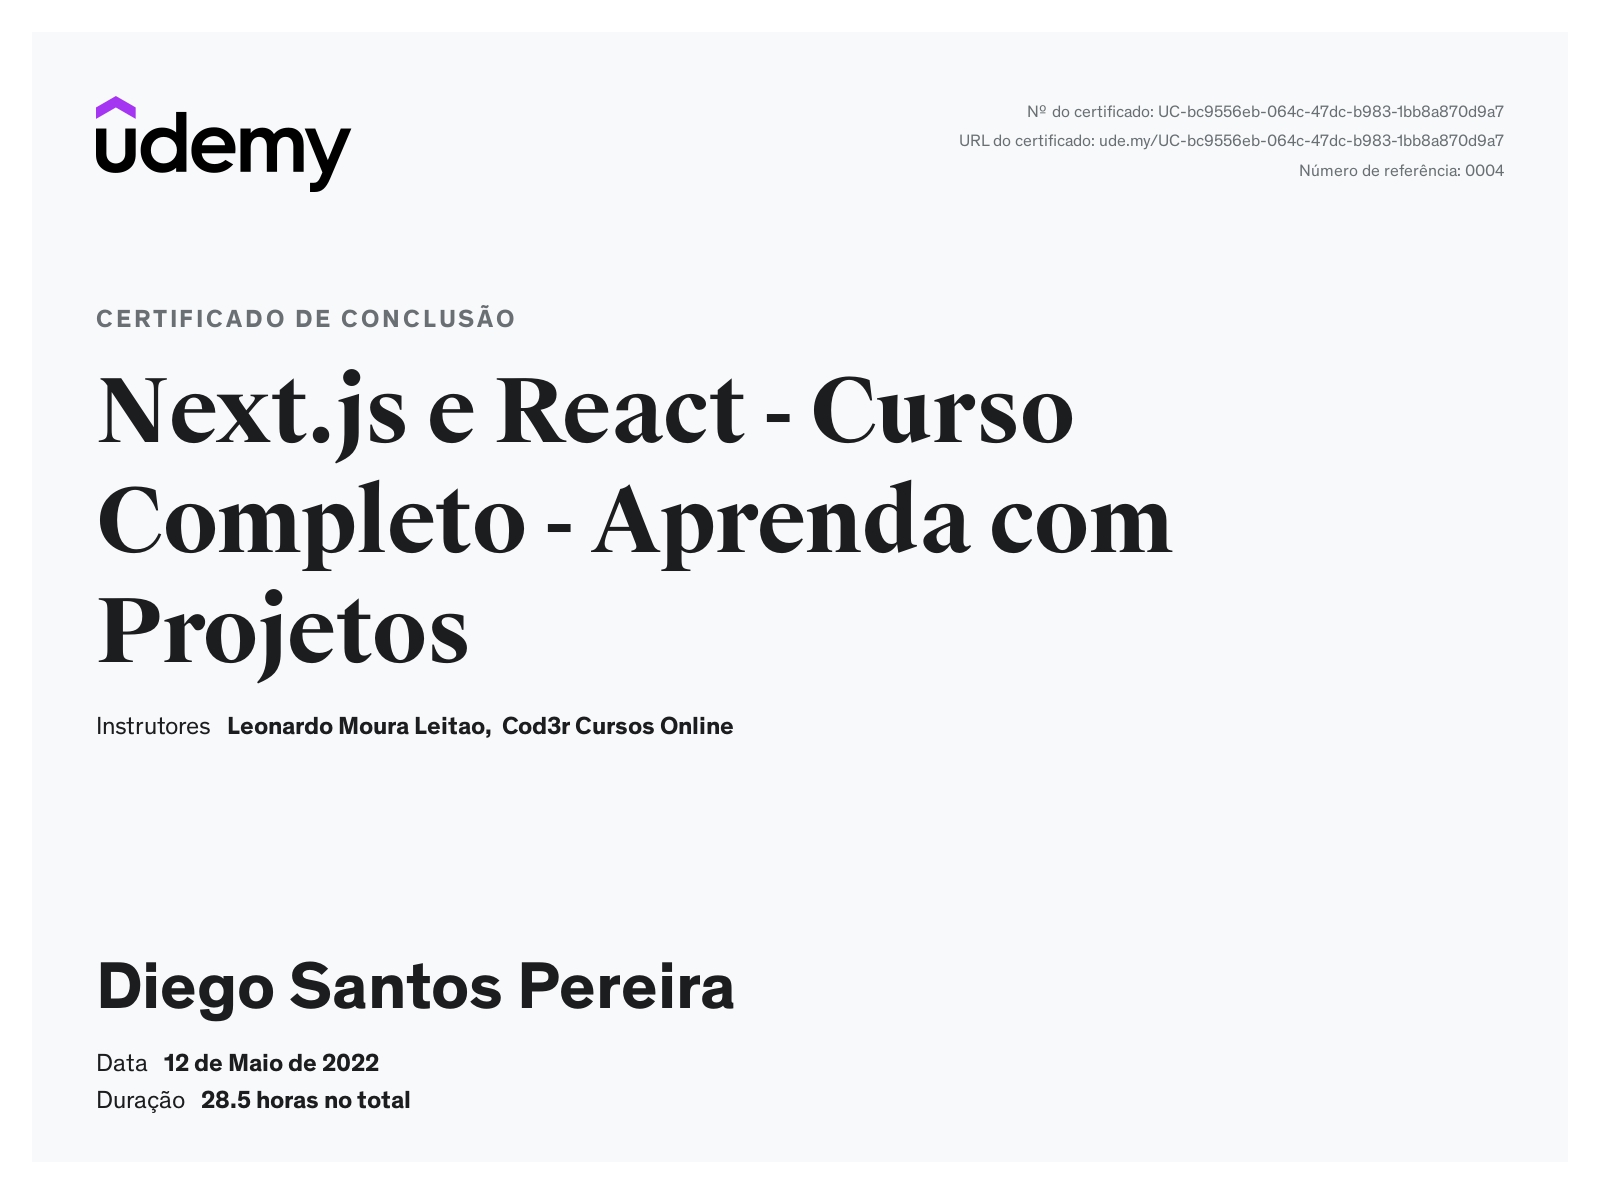 udemy
Nº do certificado: UC-bc9556eb-064c-47dc-b983-1bb8a870d9a7
URL do certificado: ude.my/UC-bc9556eb-064c-47dc-b983-1bb8a870d9a7
Número de referência: 0004
CERTIFICADO DE CONCLUSÃO
Next.js e React - Curso
Completo - Aprenda com
Projetos
Instrutores Leonardo Moura Leitao, Cod3r Cursos Online
Diego Santos Pereira
Data 12 de Maio de 2022
Duração 28.5 horas no total